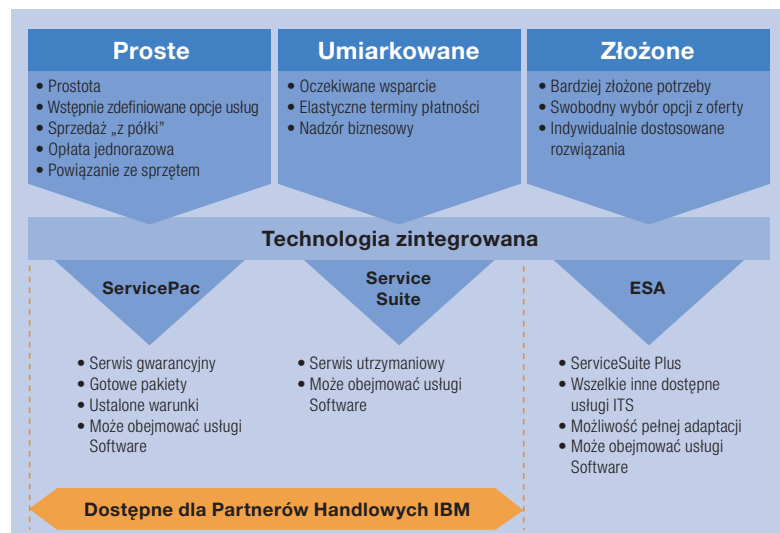 Proste
• Prostota
• Wstępnie zdefiniowane opcje usług
• Sprzedaż „z półki”
• Opłata jednorazowa
• Powiązanie ze sprzętem
Umiarkowane
• Oczekiwane wsparcie
• Elastyczne terminy płatności
• Nadzór biznesowy
Złożone
• Bardziej złożone potrzeby
• Swobodny wybór opcji z oferty
• Indywidualnie dostosowane
rozwiązania
Technologia zintegrowana
ServicePac
• Serwis gwarancyjny
• Gotowe pakiety
• Ustalone warunki
• Może obejmować usługi
Software
Service
Suite
• Serwis utrzymaniowy
• Może obejmować usługi
Software
ESA
• ServiceSuite Plus
• Wszelkie inne dostępne
usługi ITS
• Możliwość pełnej adaptacji
• Może obejmować usługi
Software
Dostępne dla Partnerów Handlowych IBM